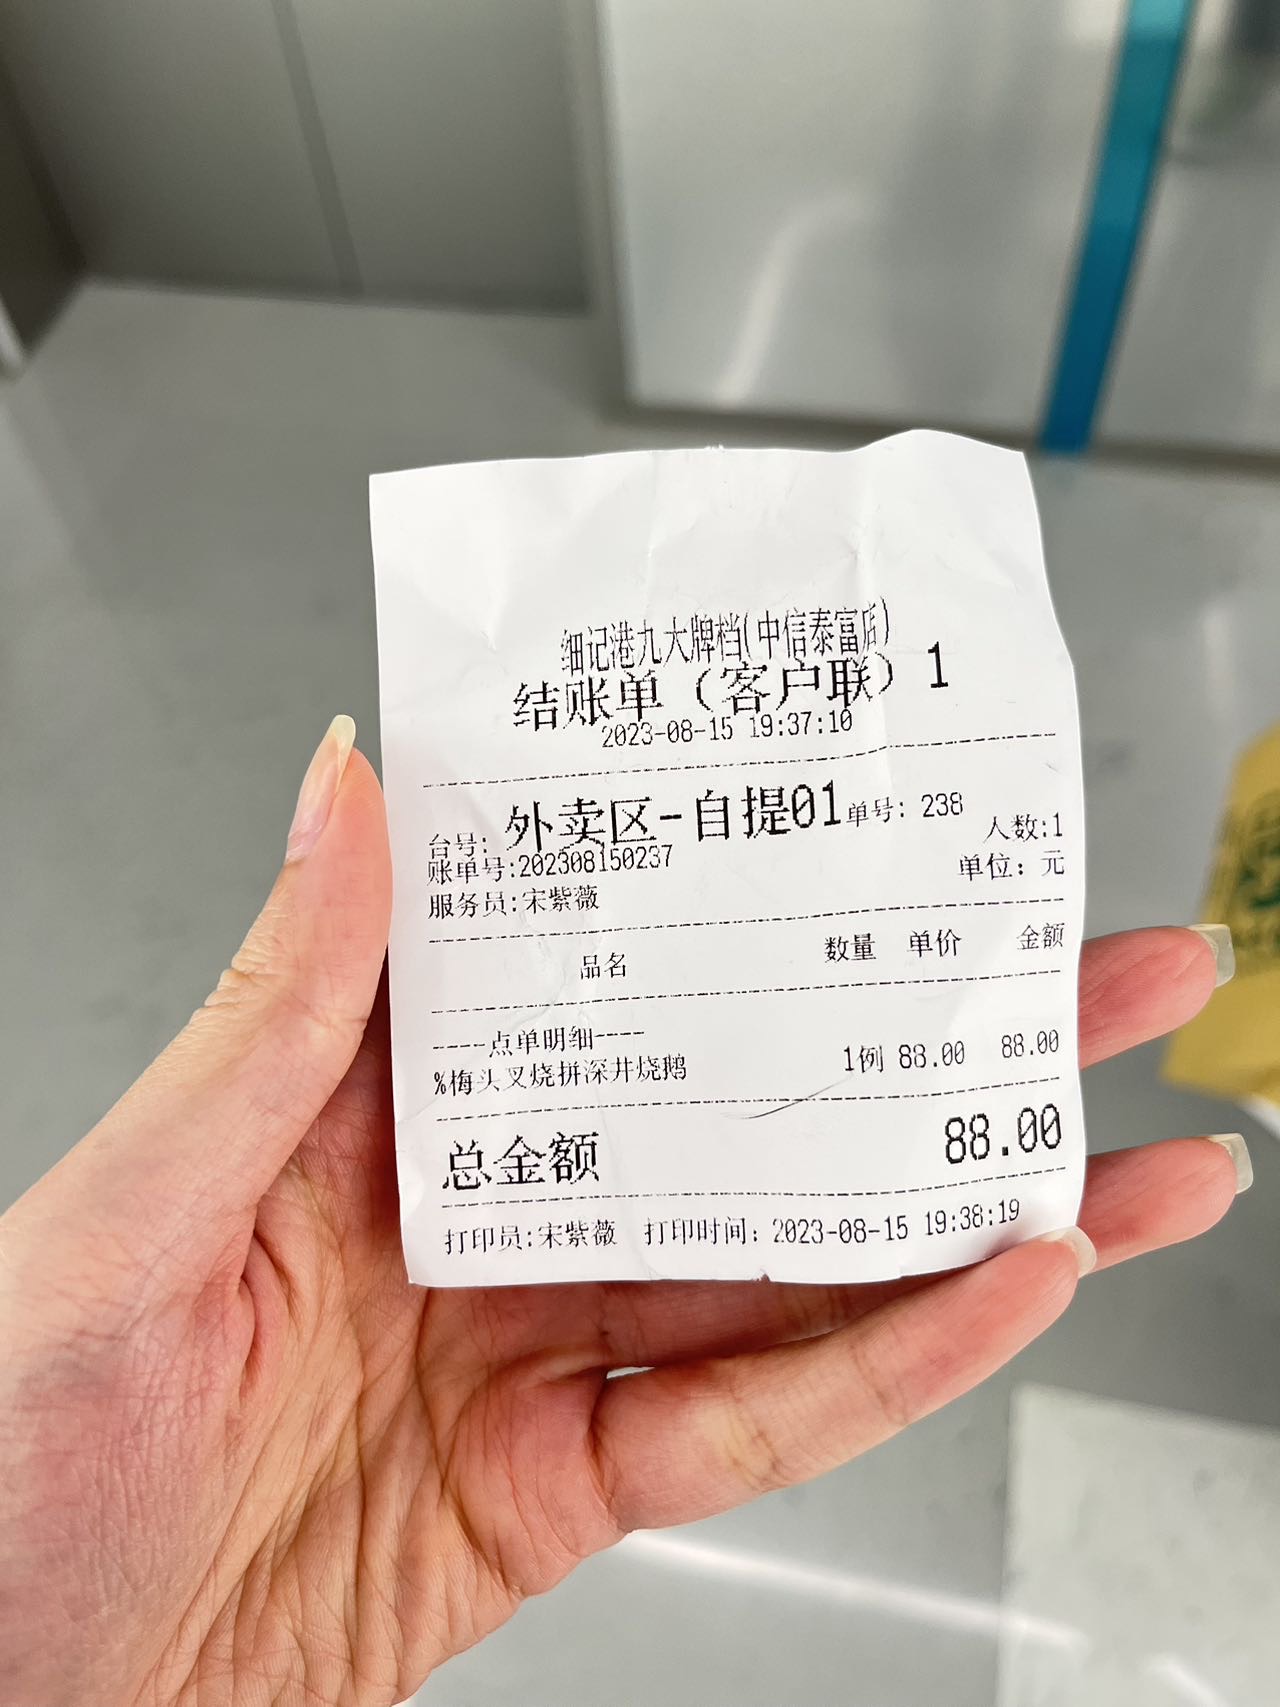 细记港九大牌档(中信泰富店)
结账单（客户联）1
2023-08-15 19:37:10
台号: 外卖区-自提01 单号: 238
人数:1
账单号:202308150237
单位: 元
服务员:宋紫薇
品名 数量 单价 金额
----点单明细----
%梅头叉烧拼深井烧鹅 1例 88.00 88.00
总金额 88.00
打印员:宋紫薇 打印时间: 2023-08-15 19:38:19